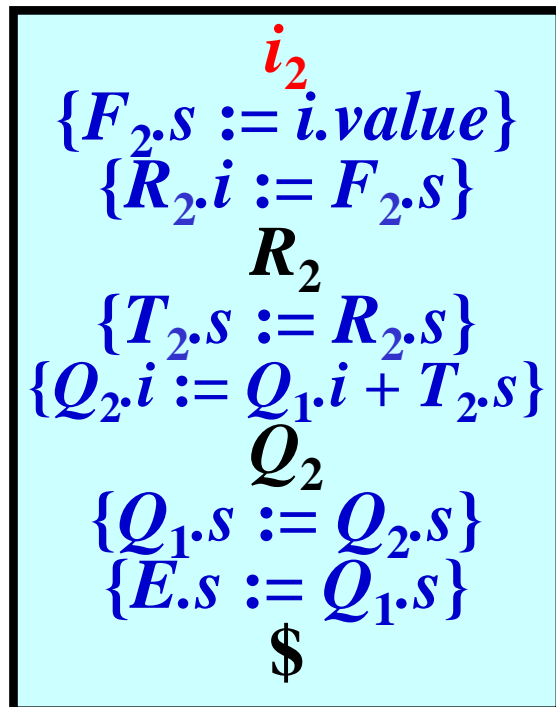 i₂
{F₂.s := i.value}
{R₂.i := F₂.s}
R₂
{T₂.s := R₂.s}
{Q₂.i := Q₁.i + T₂.s}
Q₂
{Q₁.s := Q₂.s}
{E.s := Q₁.s}
$